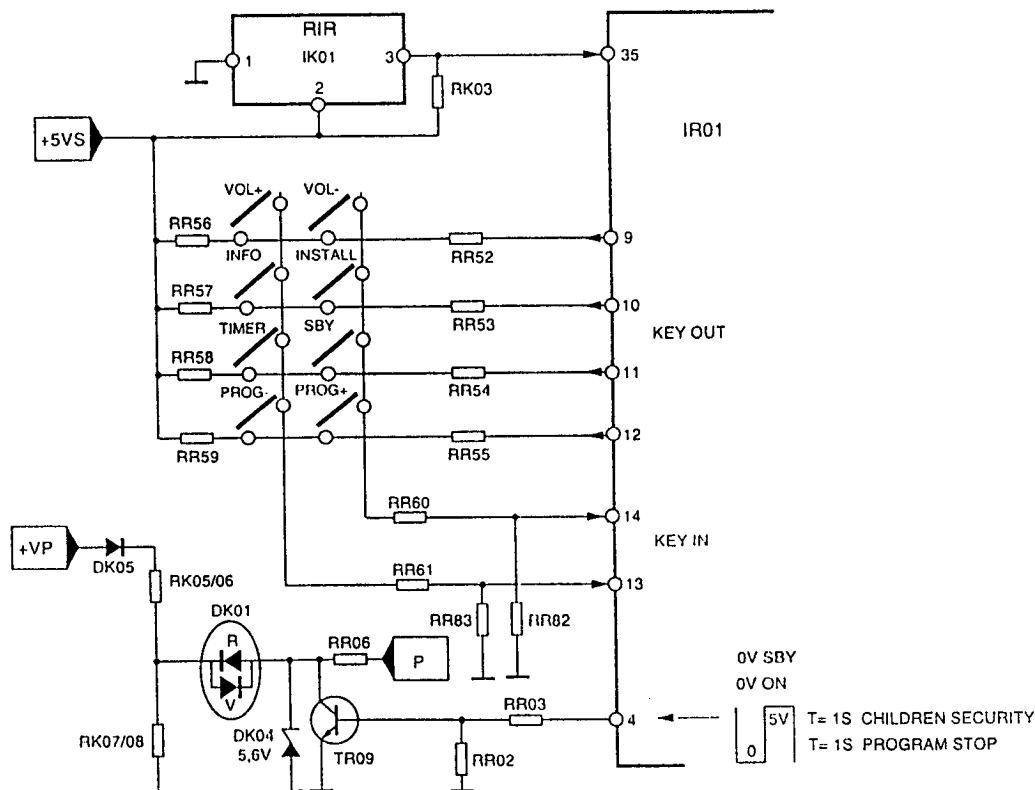 RIR
IK01
1
2
3
35
RK03
+5VS
IR01
VOL+
VOL-
RR56
INFO
INSTALL
RR52
9
RR57
TIMER
SBY
RR53
10
KEY OUT
RR58
PROG-
PROG+
RR54
11
RR59
RR55
12
RR60
14
+VP
DK05
KEY IN
RR61
13
RK05/06
DK01
R
V
RR83
RR82
RR06
P
0V SBY
0V ON
RR03
4
5V
0
T= 1S CHILDREN SECURITY
T= 1S PROGRAM STOP
RK07/08
DK04
5,6V
TR09
RR02